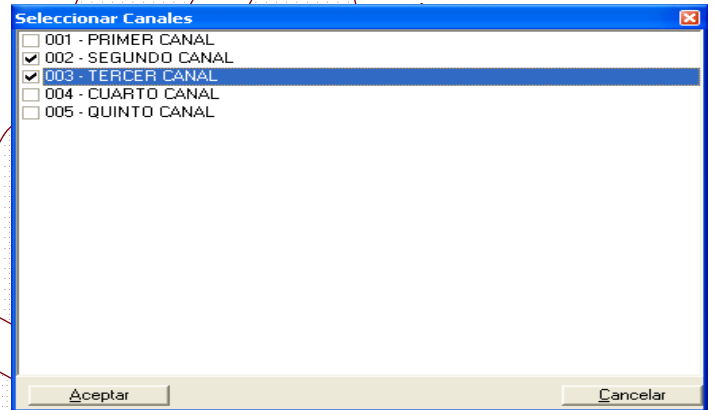 Seleccionar Canales
001 - PRIMER CANAL
002 - SEGUNDO CANAL
003 - TERCER CANAL
004 - CUARTO CANAL
005 - QUINTO CANAL
Aceptar
Cancelar